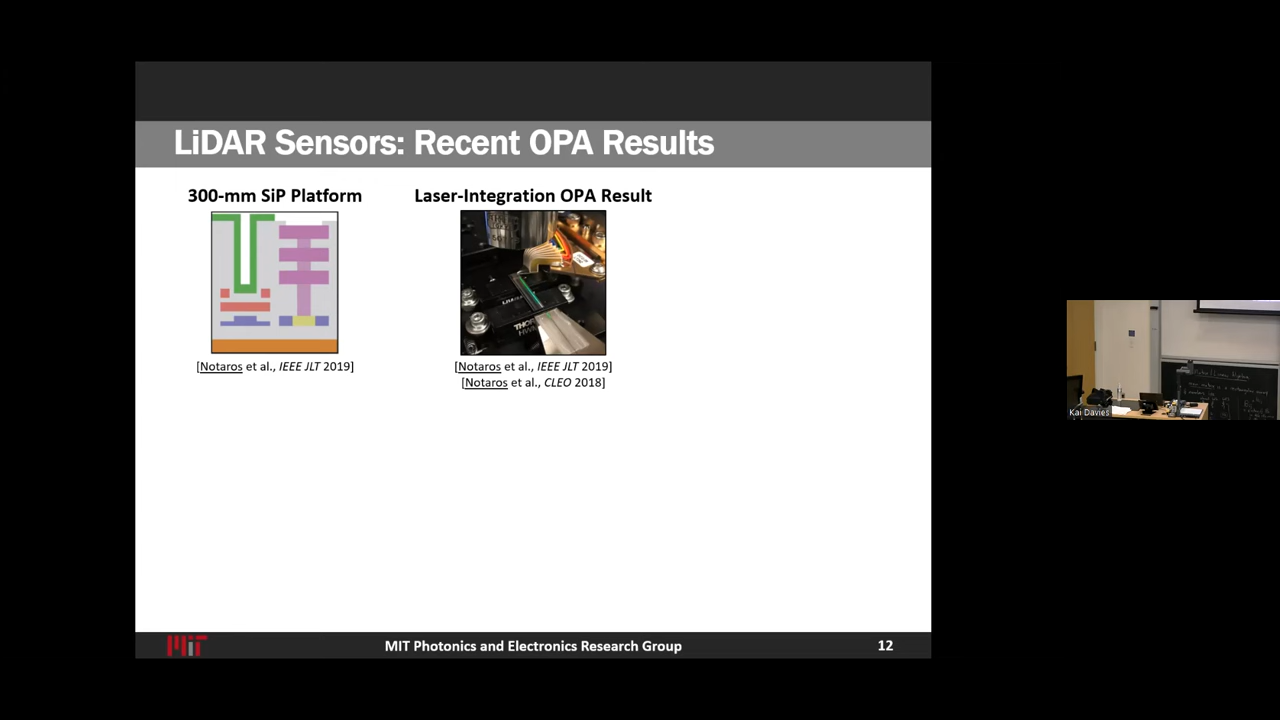 LiDAR Sensors: Recent OPA Results
300-mm SiP Platform
Laser-Integration OPA Result
[Notaros et al., IEEE JLT 2019]
[Notaros et al., IEEE JLT 2019]
[Notaros et al., CLEO 2018]
MIT
MIT Photonics and Electronics Research Group
12
Kai Davies